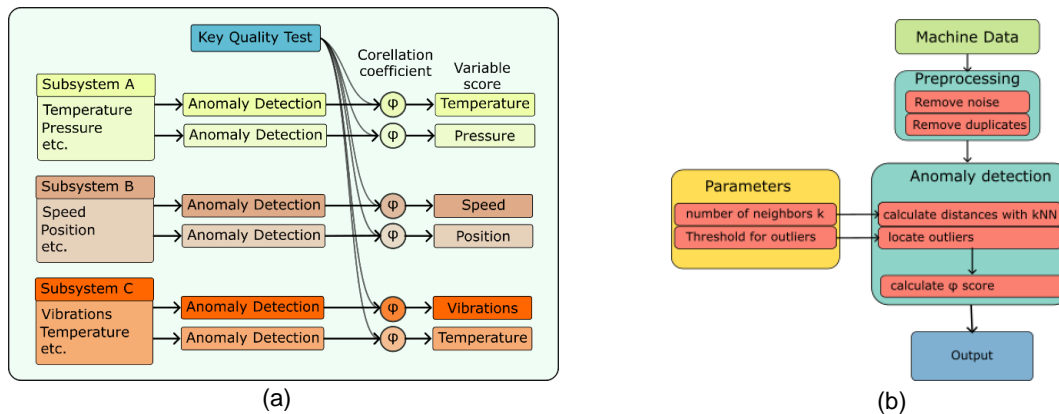 Key Quality Test
Corellation
coefficient
Variable
score
Subsystem A
Temperature
Pressure
etc.
Anomaly Detection
φ
Temperature
Anomaly Detection
φ
Pressure
Subsystem B
Speed
Position
etc.
Anomaly Detection
φ
Speed
Anomaly Detection
φ
Position
Subsystem C
Vibrations
Temperature
etc.
Anomaly Detection
φ
Vibrations
Anomaly Detection
φ
Temperature
(a)
Machine Data
Preprocessing
Remove noise
Remove duplicates
Parameters
number of neighbors k
Threshold for outliers
Anomaly detection
calculate distances with kNN
locate outliers
calculate φ score
Output
(b)